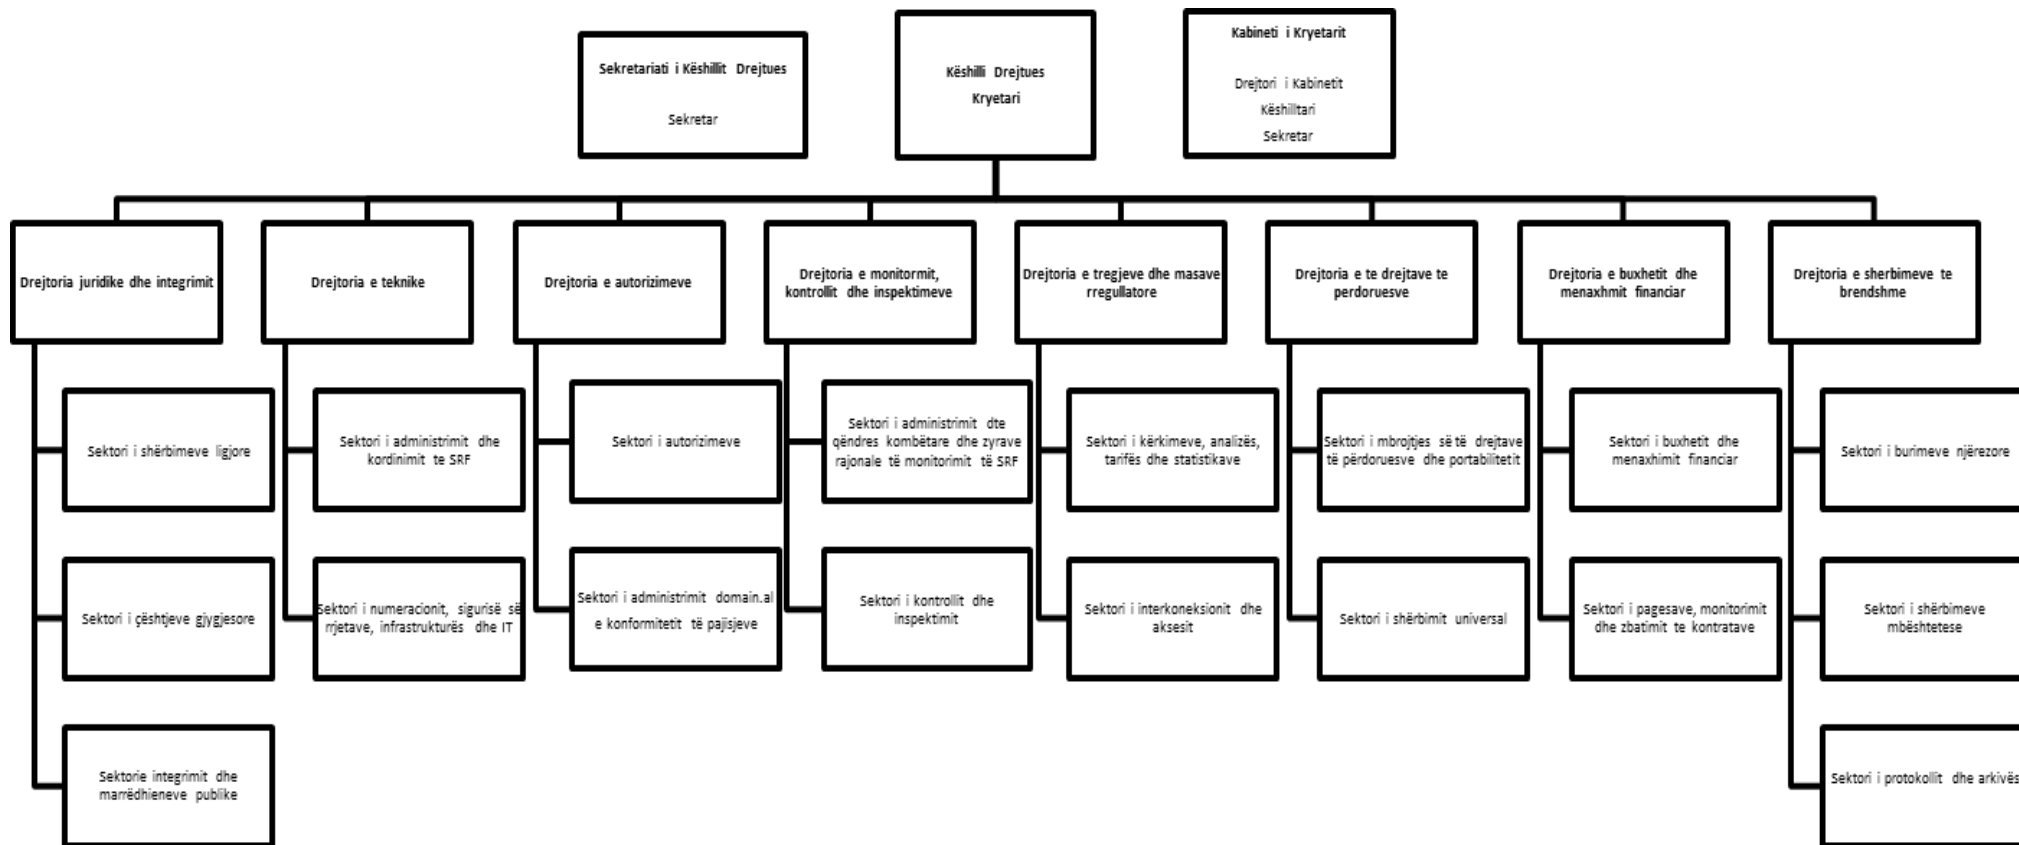 Sekretariati i Këshillit Drejtues
Sekretar
Këshilli Drejtues
Kryetari
Kabineti i Kryetarit
Drejtori i Kabinetit
Këshilltari
Sekretar
Drejtoria juridike dhe integrimit
Drejtoria e teknike
Drejtoria e autorizimeve
Drejtoria e monitormit,
kontrollit dhe inspektimeve
Drejtoria e tregjeve dhe masave
rregullatore
Drejtoria e te drejtave te
perdoruesve
Drejtoria e buxhetit dhe
menaxhmit financiar
Drejtoria e sherbimeve te
brendshme
Sektori i shërbimeve ligjore
Sektori i administrimit dhe
kordinimit te SRF
Sektori i autorizimeve
Sektori i administrimit dte
qëndres kombëtare dhe zyrave
rajonale të monitorimit të SRF
Sektori i kërkimeve, analizës,
tarifës dhe statistikave
Sektori i mbrojtjes së të drejtave
të përdoruesve dhe portabilitetit
Sektori i buxhetit dhe
menaxhimit financiar
Sektori i burimeve njërezore
Sektori i çështjeve gjygjesore
Sektori i numeracionit, sigurisë së
rrjetave, infrastrukturës dhe IT
Sektori i administrimit domain.al
e konformitetit të pajisjeve
Sektori i kontrollit dhe
inspektimit
Sektori i interkoneksionit dhe
aksesit
Sektori i shërbimit universal
Sektori i pagesave, monitorimit
dhe zbatimit te kontratave
Sektori i shërbimeve
mbështetese
Sektorie integrimit dhe
marrëdhieneve publike
Sektori i protokollit dhe arkivës